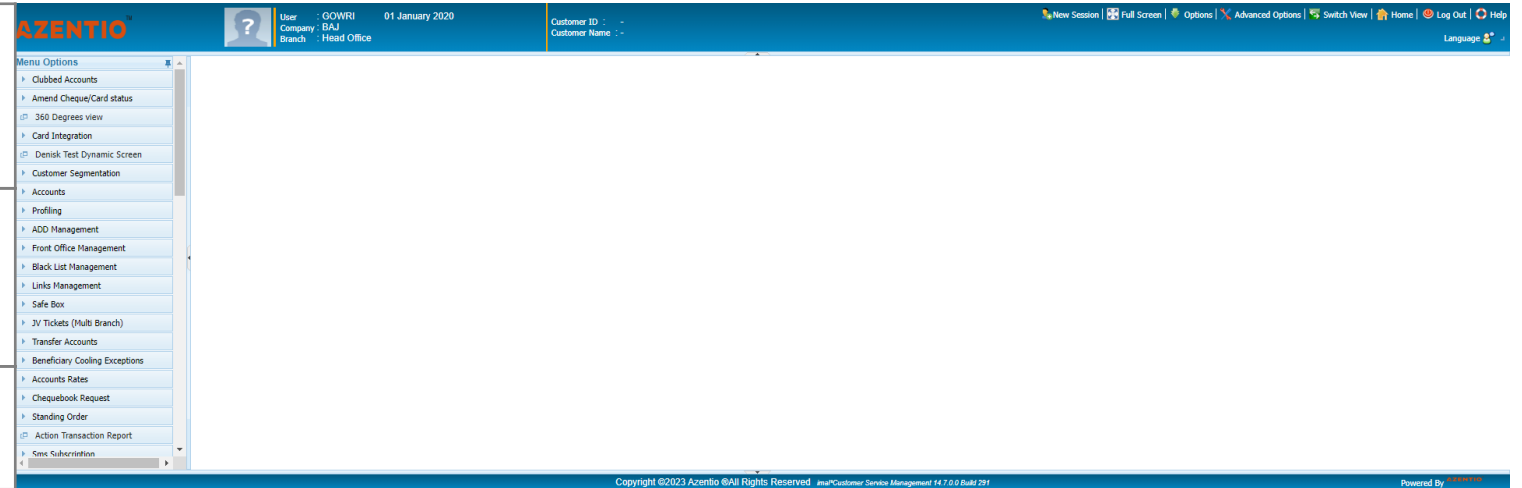 AZENTIO™
User : GOWRI 01 January 2020
Company : BAJ
Branch : Head Office
Customer ID : -
Customer Name : -
New Session | Full Screen | Options | Advanced Options | Switch View | Home | Log Out | Help
Language
Menu Options
Clubbed Accounts
Amend Cheque/Card status
360 Degrees view
Card Integration
Denisk Test Dynamic Screen
Customer Segmentation
Accounts
Profiling
ADD Management
Front Office Management
Black List Management
Links Management
Safe Box
JV Tickets (Multi Branch)
Transfer Accounts
Beneficiary Cooling Exceptions
Accounts Rates
Chequebook Request
Standing Order
Action Transaction Report
Sms Subscription
Copyright ©2023 Azentio ®All Rights Reserved imal*Customer Service Management 14.7.0.0 Build 291
Powered By AZENTIO